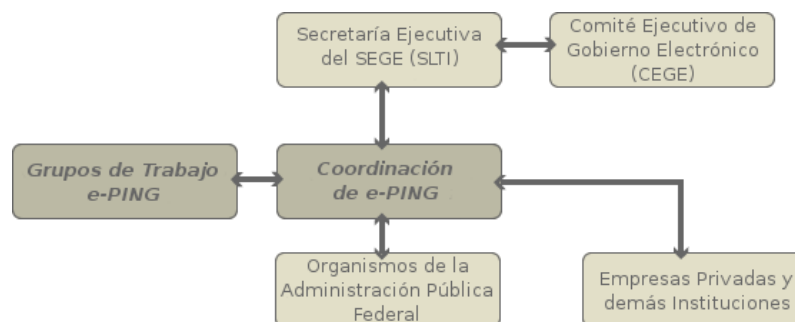 Secretaría Ejecutiva
del SEGE (SLTI)
Comité Ejecutivo de
Gobierno Electrónico
(CEGE)
Grupos de Trabajo
e-PING
Coordinación
de e-PING
Organismos de la
Administración Pública
Federal
Empresas Privadas y
demás Instituciones